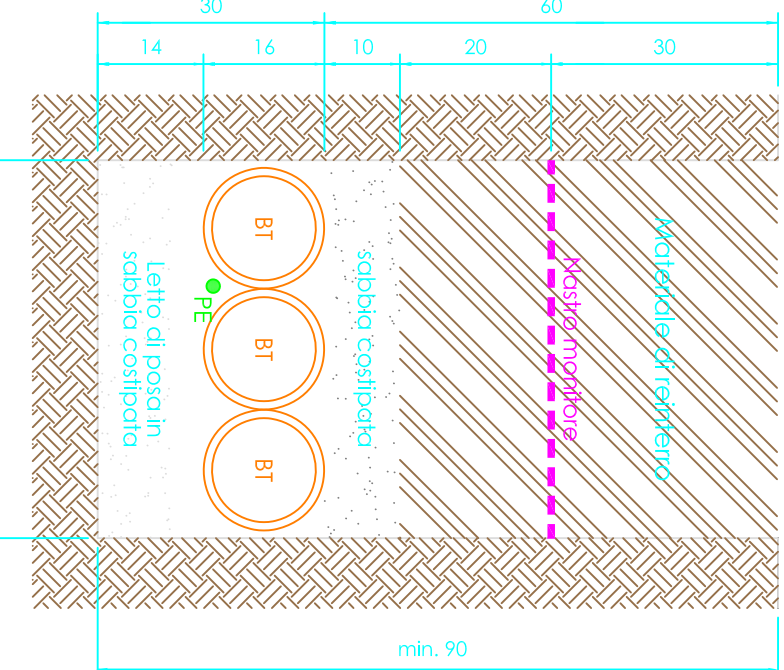 30
60
14
16
10
20
30
BT
BT
BT
PE
Letto di posa in
sabbia costipata
sabbia costipata
Nastro monitore
Materiale di reinterro
min. 90